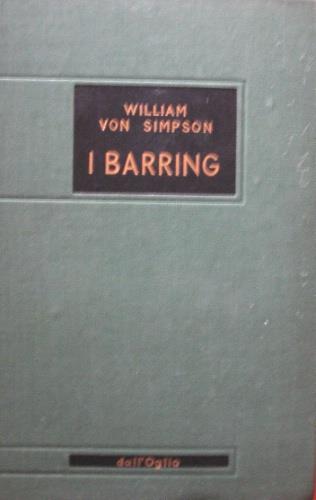 WILLIAM
VON SIMPSON
I BARRING
dall'Oglio